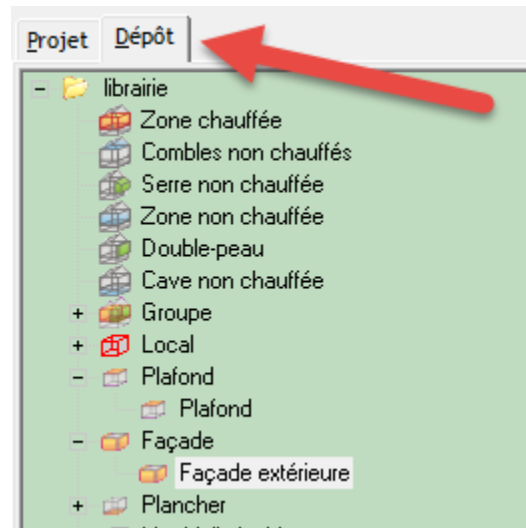 Projet Dépôt
librairie
Zone chauffée
Combles non chauffés
Serre non chauffée
Zone non chauffée
Double-peau
Cave non chauffée
Groupe
Local
Plafond
Plafond
Façade
Façade extérieure
Plancher